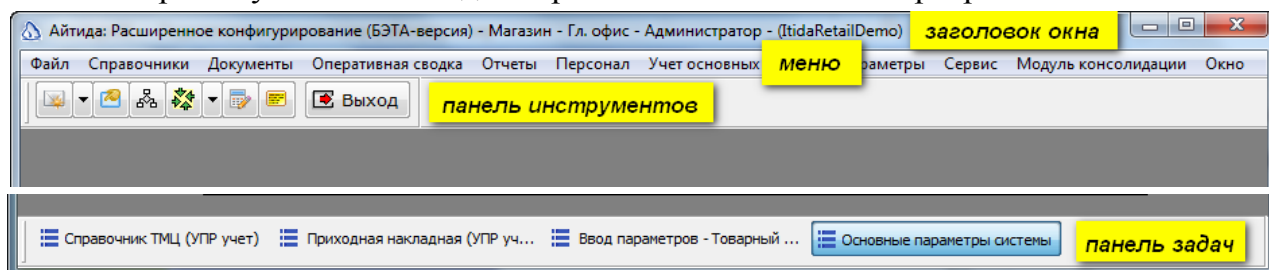 Айтида: Расширенное конфигурирование (БЭТА-версия) - Магазин - Гл. офис - Администратор - (ItidaRetailDemo) заголовок окна
Файл Справочники Документы Оперативная сводка Отчеты Персонал Учет основных меню раметры Сервис Модуль консолидации Окно
Выход панель инструментов
Справочник ТМЦ (УПР учет) Приходная накладная (УПР уч... Ввод параметров - Товарный ... Основные параметры системы панель задач